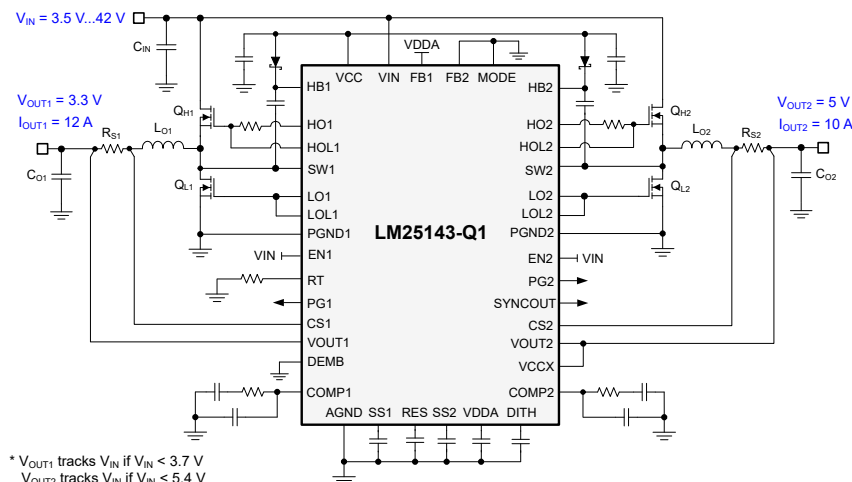 V_IN = 3.5 V...42 V
C_IN
VDDA
VCC VIN FB1 FB2 MODE
HB1
HB2
V_OUT1 = 3.3 V
I_OUT1 = 12 A
R_S1
L_O1
Q_H1
HO1
HOL1
SW1
C_O1
Q_L1
LO1
LOL1
PGND1
LM25143-Q1
HO2
HOL2
SW2
Q_H2
V_OUT2 = 5 V
I_OUT2 = 10 A
L_O2
R_S2
LO2
LOL2
Q_L2
C_O2
PGND2
VIN
EN1
EN2
VIN
RT
PG2
PG1
SYNCOUT
CS1
CS2
VOUT1
VOUT2
DEMB
VCCX
COMP1
COMP2
AGND SS1 RES SS2 VDDA DITH
* V_OUT1 tracks V_IN if V_IN < 3.7 V
V_OUT2 tracks V_IN if V_IN < 5.4 V